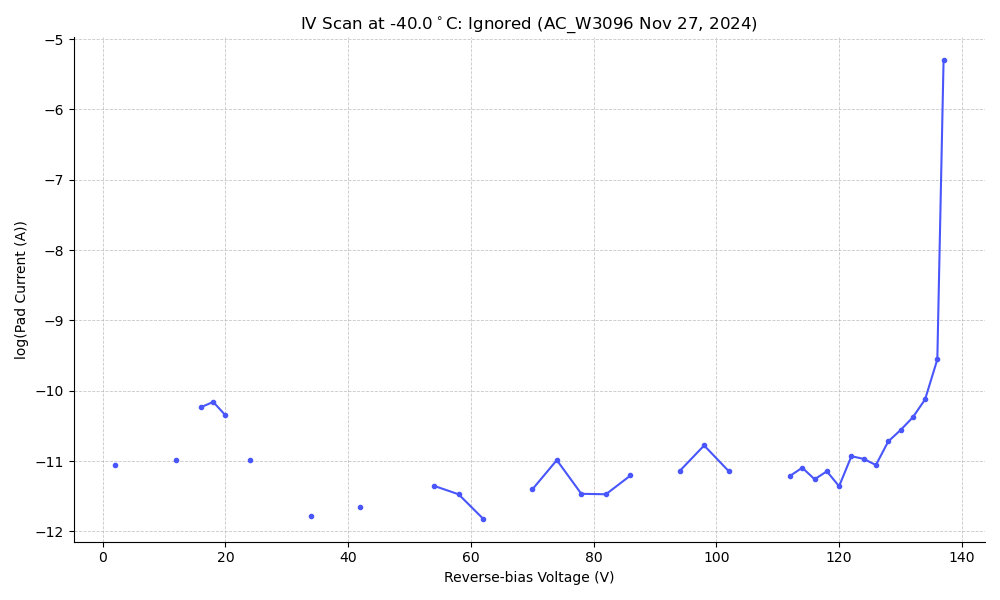 IV Scan at -40.0°C: Ignored (AC_W3096 Nov 27, 2024)
log(Pad Current (A))
−5
−6
−7
−8
−9
−10
−11
−12
0 20 40 60 80 100 120 140
Reverse-bias Voltage (V)